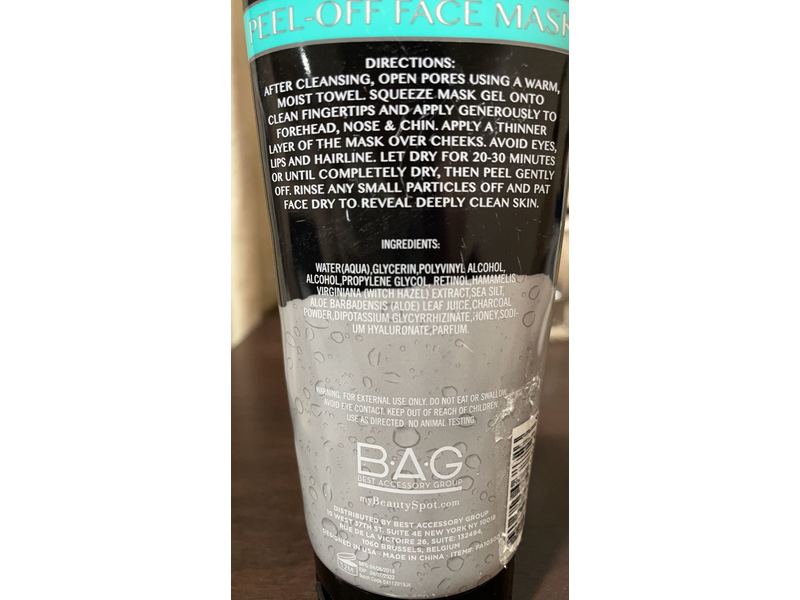 PEEL-OFF FACE MASK
DIRECTIONS:
AFTER CLEANSING, OPEN PORES USING A WARM,
MOIST TOWEL. SQUEEZE MASK GEL ONTO
CLEAN FINGERTIPS AND APPLY GENEROUSLY TO
FOREHEAD, NOSE & CHIN. APPLY A THINNER
LAYER OF THE MASK OVER CHEEKS. AVOID EYES,
LIPS AND HAIRLINE. LET DRY FOR 20-30 MINUTES
OR UNTIL COMPLETELY DRY, THEN PEEL GENTLY
OFF. RINSE ANY SMALL PARTICLES OFF AND PAT
FACE DRY TO REVEAL DEEPLY CLEAN SKIN.
INGREDIENTS:
WATER(AQUA),GLYCERIN,POLYVINYL ALCOHOL,
ALCOHOL,PROPYLENE GLYCOL, RETINOL,HAMAMELIS
VIRGINIANA (WITCH HAZEL) EXTRACT,SEA SILT,
ALOE BARBADENSIS (ALOE) LEAF JUICE,CHARCOAL
POWDER,DIPOTASSIUM GLYCYRRHIZINATE,HONEY,SODI-
UM HYALURONATE,PARFUM.
WARNING: FOR EXTERNAL USE ONLY. DO NOT EAT OR SWALLOW.
AVOID EYE CONTACT. KEEP OUT OF REACH OF CHILDREN.
USE AS DIRECTED. NO ANIMAL TESTING.
B·A·G
BEST ACCESSORY GROUP
myBeautySpot.com
DISTRIBUTED BY BEST ACCESSORY GROUP
10 WEST 37TH ST. SUITE 4E NEW YORK NY 10018
RUE DE LA VICTOIRE 26, SUITE: 132494,
1060 BRUSSELS, BELGIUM
DESIGNED IN USA · MADE IN CHINA · ITEM#:
12M